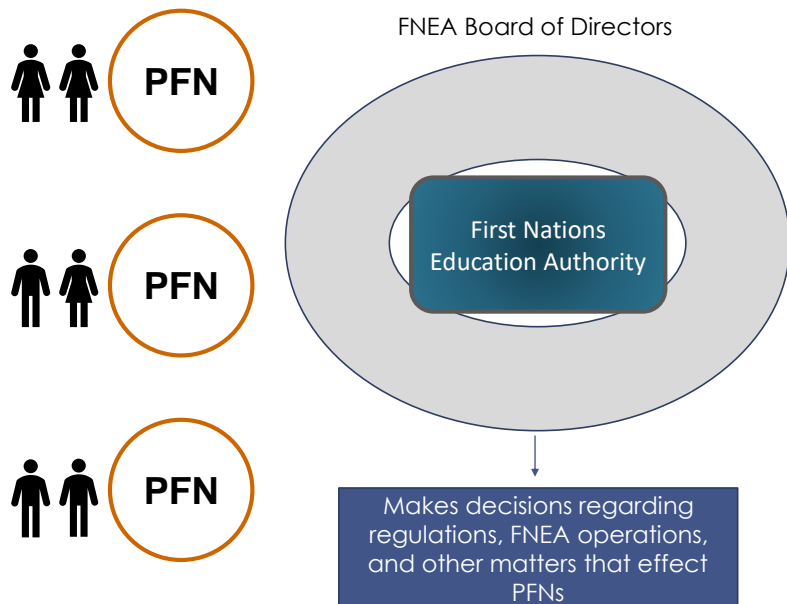 PFN
PFN
PFN
FNEA Board of Directors
First Nations
Education Authority
Makes decisions regarding
regulations, FNEA operations,
and other matters that effect
PFNs